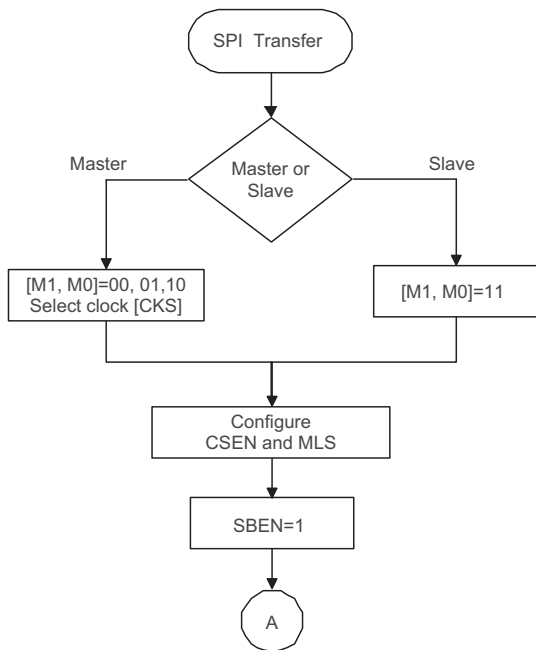 SPI Transfer
Master or
Slave
Master
Slave
[M1, M0]=00, 01,10
Select clock [CKS]
[M1, M0]=11
Configure
CSEN and MLS
SBEN=1
A